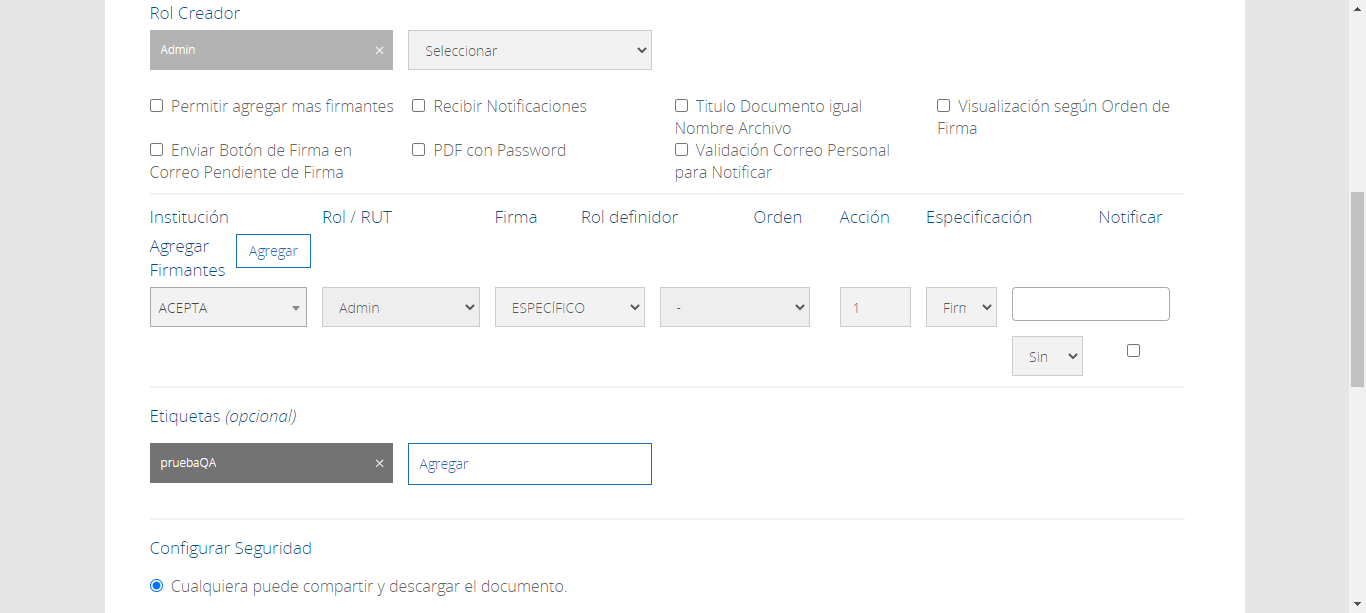 Rol Creador
Admin × Seleccionar
Permitir agregar mas firmantes Recibir Notificaciones Titulo Documento igual Visualización según Orden de
Nombre Archivo Firma
Enviar Botón de Firma en PDF con Password Validación Correo Personal
Correo Pendiente de Firma para Notificar
Institución Rol / RUT Firma Rol definidor Orden Acción Especificación Notificar
Agregar Agregar
Firmantes
ACEPTA Admin ESPECÍFICO - 1 Firn
Sin
Etiquetas (opcional)
pruebaQA × Agregar
Configurar Seguridad
Cualquiera puede compartir y descargar el documento.